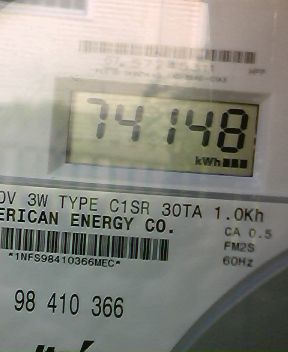 74148
kWh
0V 3W TYPE C1SR 30TA 1.0Kh
ERICAN ENERGY CO.
CA 0.5
FM2S
60Hz
*1NFS98410366MEC*
98 410 366